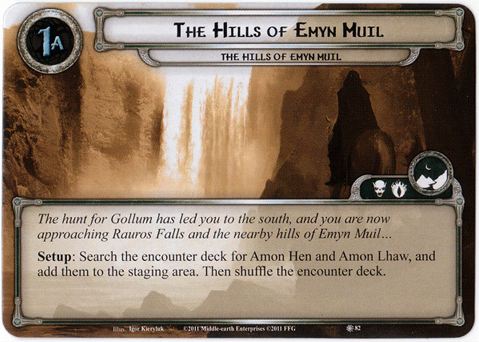 1A
The Hills of Emyn Muil
The Hills of Emyn Muil
The hunt for Gollum has led you to the south, and you are now
approaching Rauros Falls and the nearby hills of Emyn Muil...
Setup: Search the encounter deck for Amon Hen and Amon Lhaw, and
add them to the staging area. Then shuffle the encounter deck.
Illus. Igor Kieryluk ©2011 Middle-earth Enterprises ©2011 FFG 82